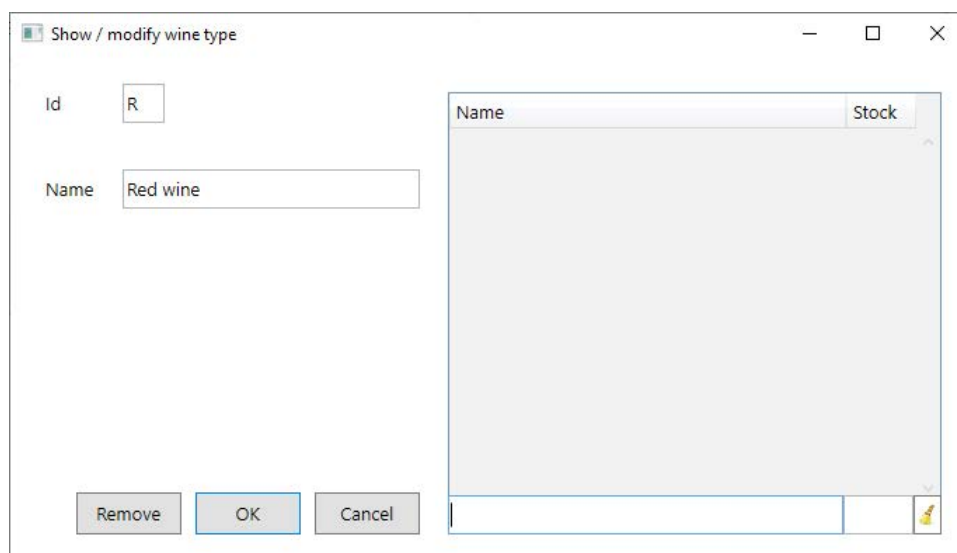 Show / modify wine type
Id R
Name Red wine
Name Stock
Remove OK Cancel